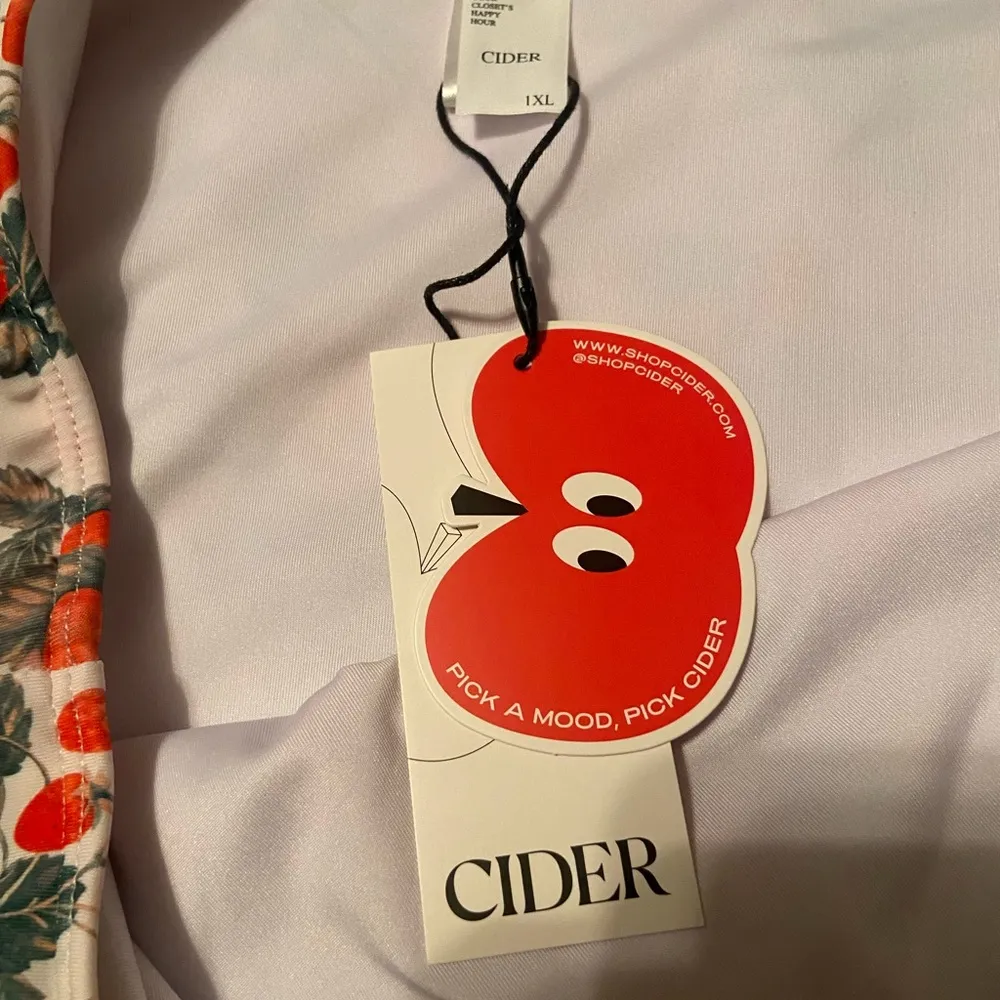 CLOSET'S
HAPPY
HOUR
CIDER
1XL
WWW.SHOPCIDER.COM
@SHOPCIDER
PICK A MOOD, PICK CIDER
CIDER